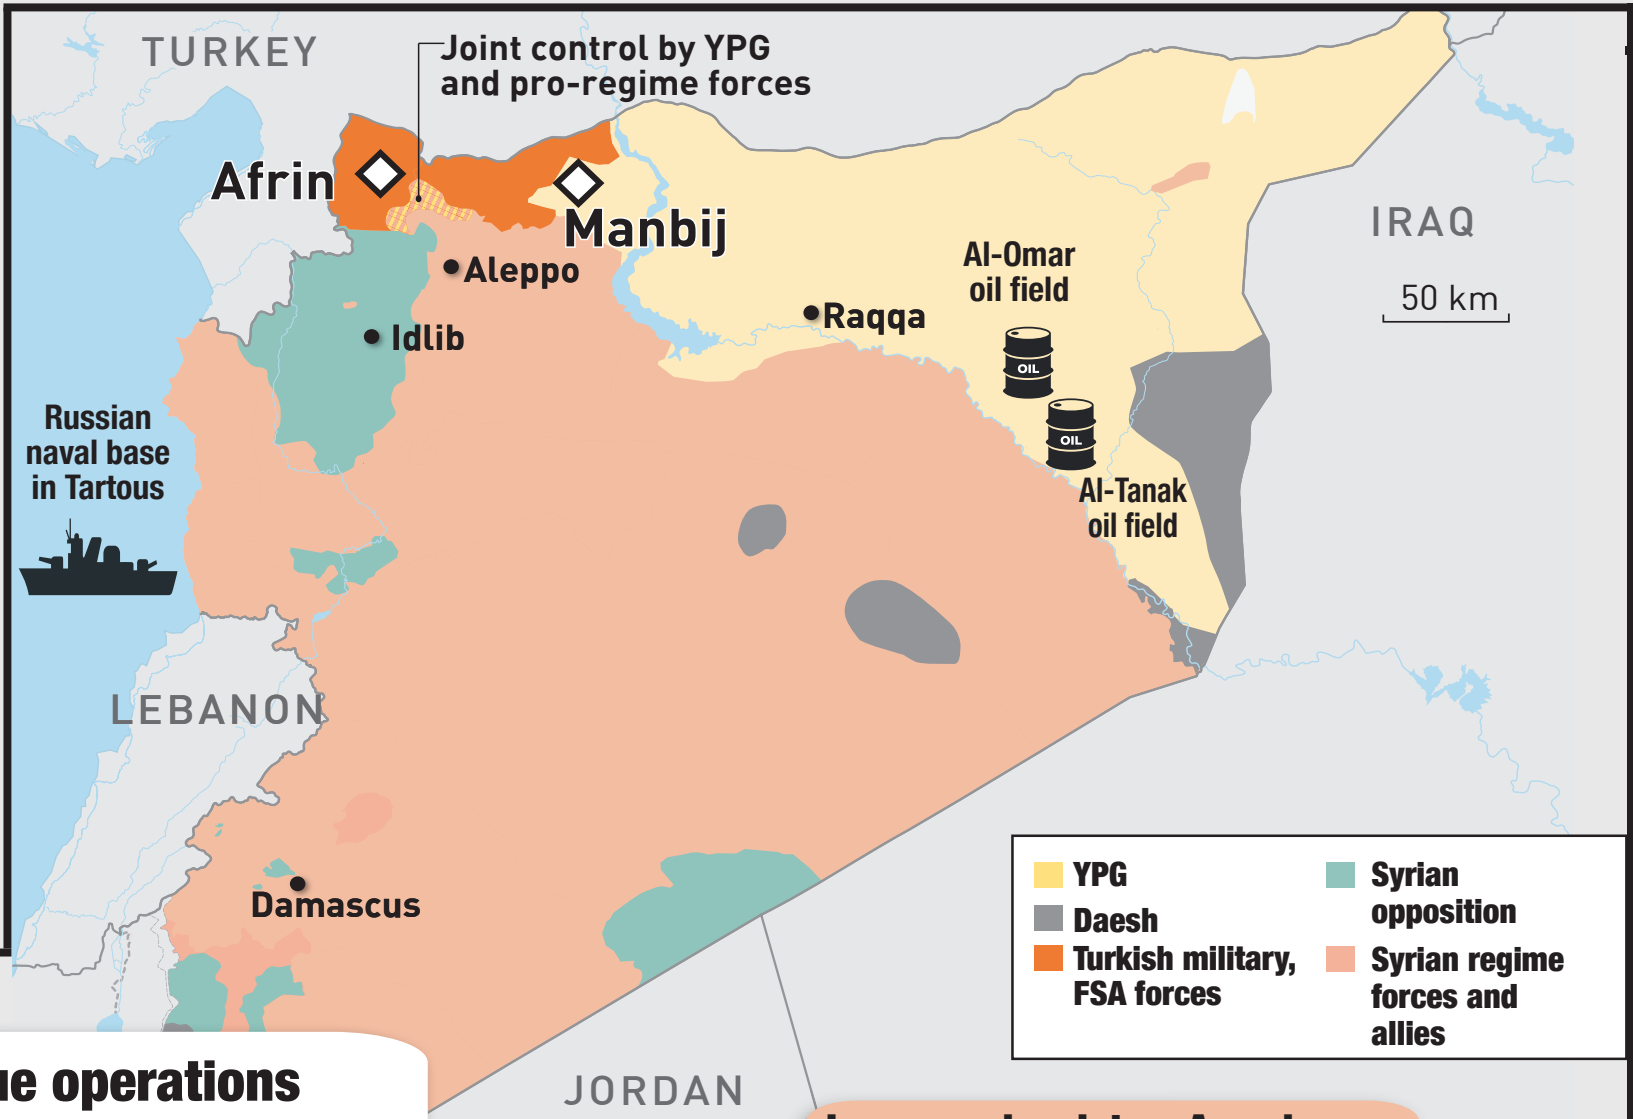 TURKEY
Joint control by YPG
and pro-regime forces
Afrin
Manbij
IRAQ
Al-Omar
oil field
Aleppo
50 km
Raqqa
Idlib
OIL
Russian
naval base
in Tartous
OIL
Al-Tanak
oil field
LEBANON
Damascus
YPG
Daesh
Turkish military,
FSA forces
Syrian
opposition
Syrian regime
forces and
allies
operations
JORDAN